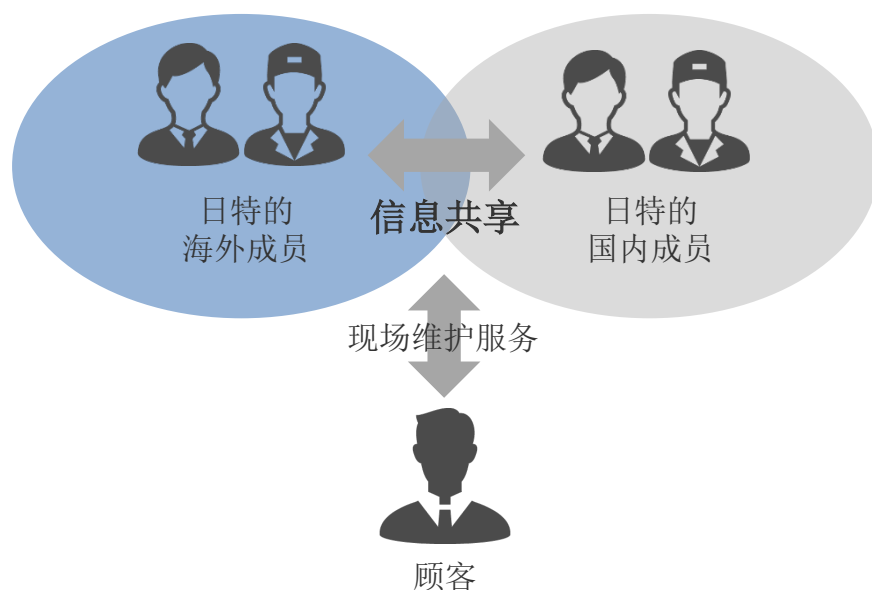 日特的
海外成员
信息共享
日特的
国内成员
现场维护服务
顾客